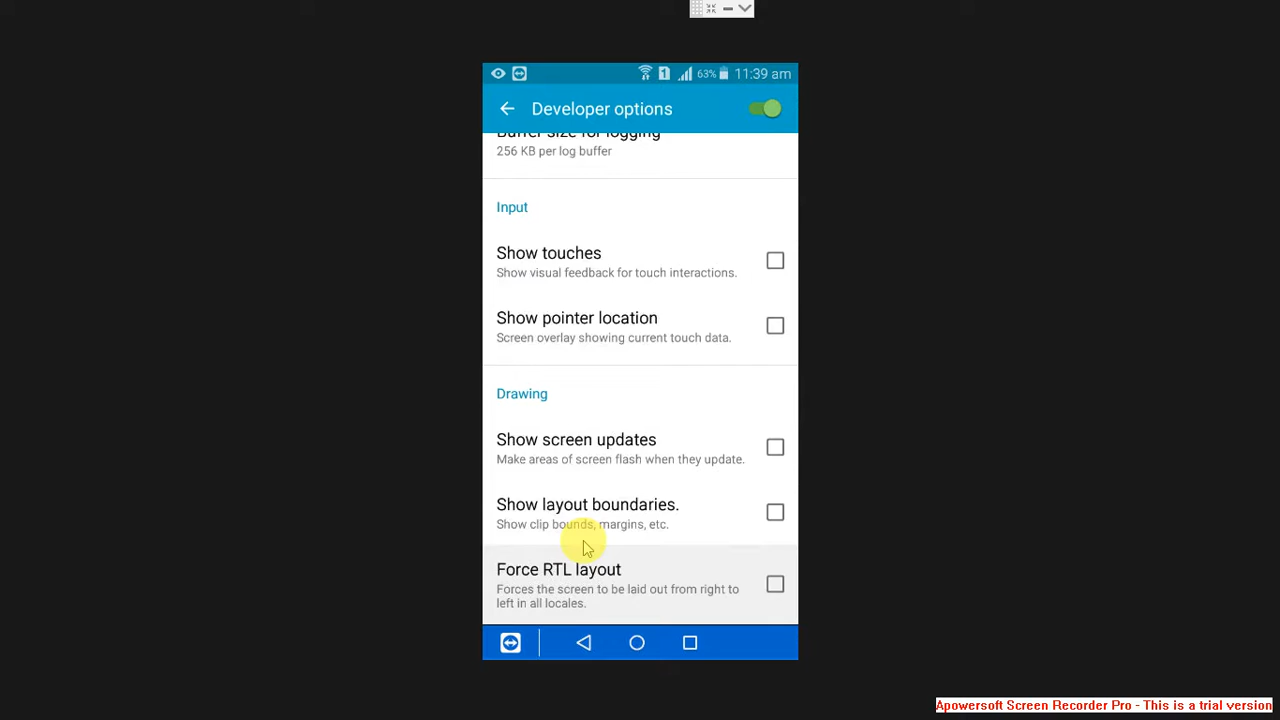 63% 11:39 am
Developer options
Buffer size for logging
256 KB per log buffer
Input
Show touches
Show visual feedback for touch interactions.
Show pointer location
Screen overlay showing current touch data.
Drawing
Show screen updates
Make areas of screen flash when they update.
Show layout boundaries.
Show clip bounds, margins, etc.
Force RTL layout
Forces the screen to be laid out from right to
left in all locales.
Apowersoft Screen Recorder Pro - This is a trial version